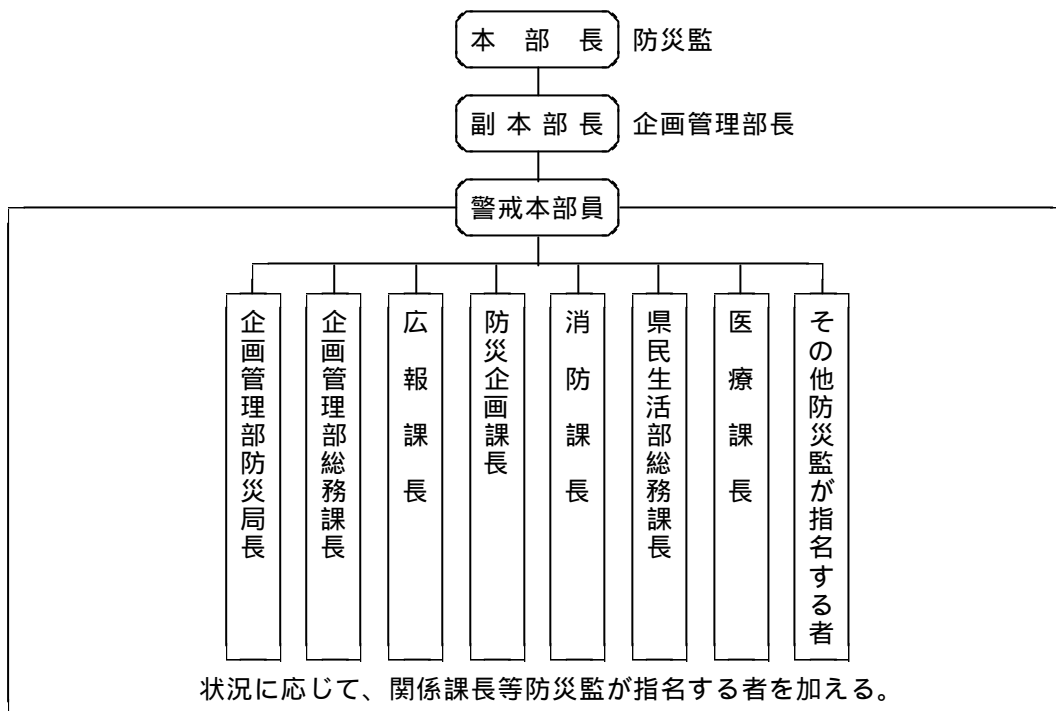 本部長 防災監
副本部長 企画管理部長
警戒本部員
企画管理部防災局長
企画管理部総務課長
広報課長
防災企画課長
消防課長
県民生活部総務課長
医療課長
その他防災監が指名する者
状況に応じて、関係課長等防災監が指名する者を加える。